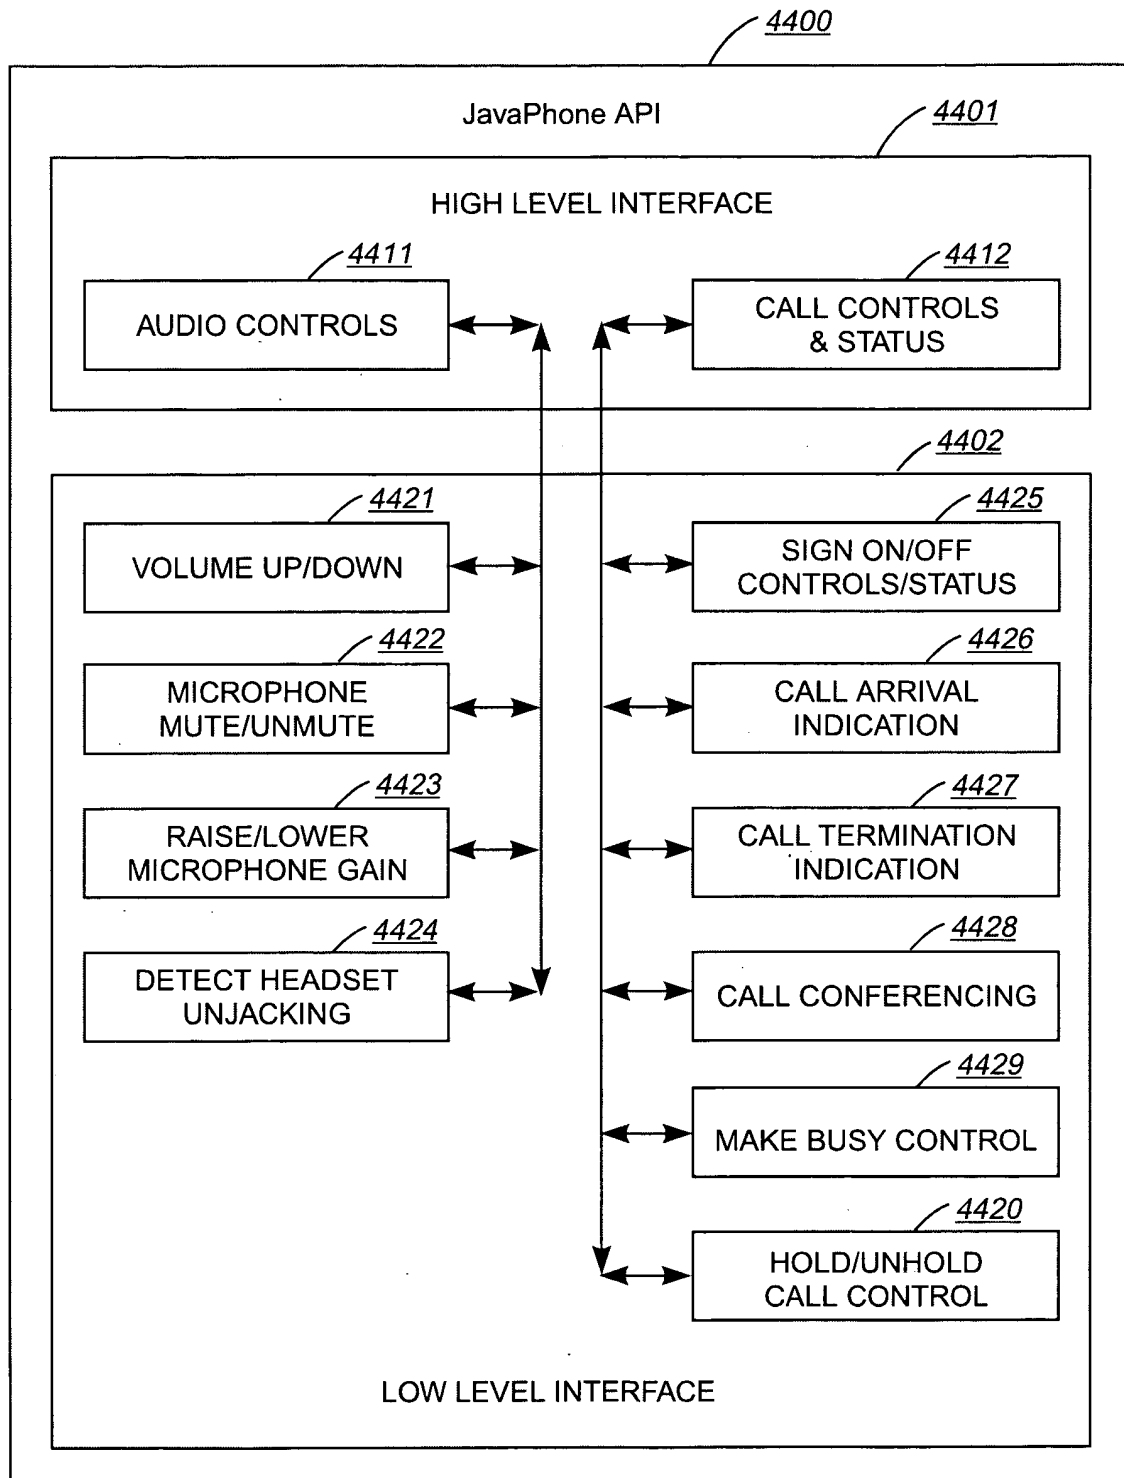 4400
JavaPhone API
4401
HIGH LEVEL INTERFACE
4411
AUDIO CONTROLS
4412
CALL CONTROLS
& STATUS
4402
4421
VOLUME UP/DOWN
4425
SIGN ON/OFF
CONTROLS/STATUS
4422
MICROPHONE
MUTE/UNMUTE
4426
CALL ARRIVAL
INDICATION
4423
RAISE/LOWER
MICROPHONE GAIN
4427
CALL TERMINATION
INDICATION
4424
DETECT HEADSET
UNJACKING
4428
CALL CONFERENCING
4429
MAKE BUSY CONTROL
4420
HOLD/UNHOLD
CALL CONTROL
LOW LEVEL INTERFACE